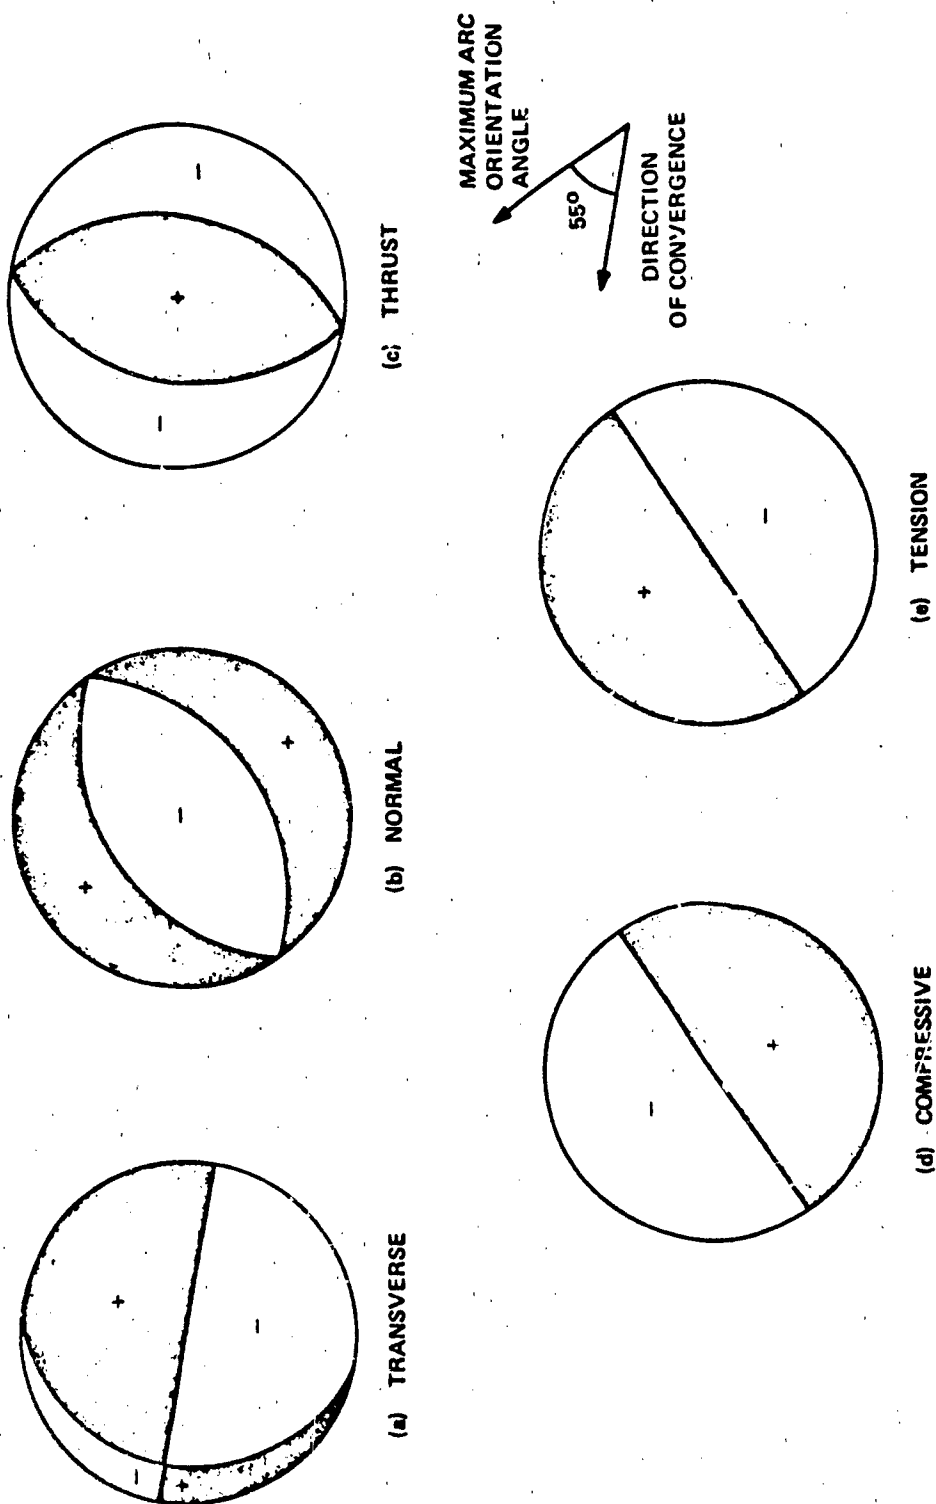 (a) TRANSVERSE
(b) NORMAL
(c) THRUST
(d) COMPRESSIVE
(e) TENSION
MAXIMUM ARC
ORIENTATION
ANGLE
55°
DIRECTION
OF CONVERGENCE
+
−
−
+
+
−
+
−
+
−
−
+
+
−